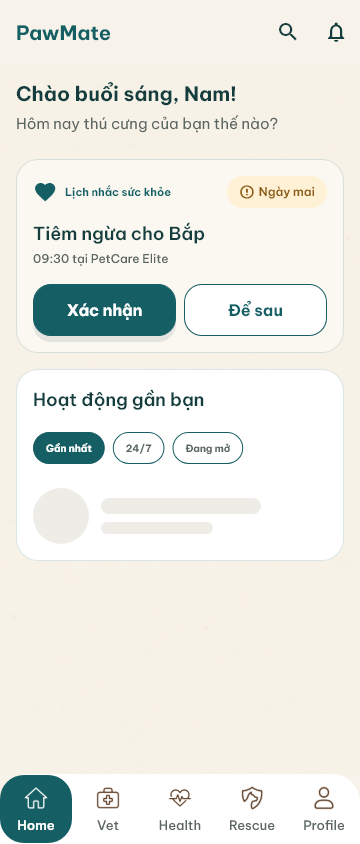 PawMate
Chào buổi sáng, Nam!
Hôm nay thú cưng của bạn thế nào?
Lịch nhắc sức khỏe
Ngày mai
Tiêm ngừa cho Bắp
09:30 tại PetCare Elite
Xác nhận
Để sau
Hoạt động gần bạn
Gần nhất
24/7
Đang mở
Home
Vet
Health
Rescue
Profile